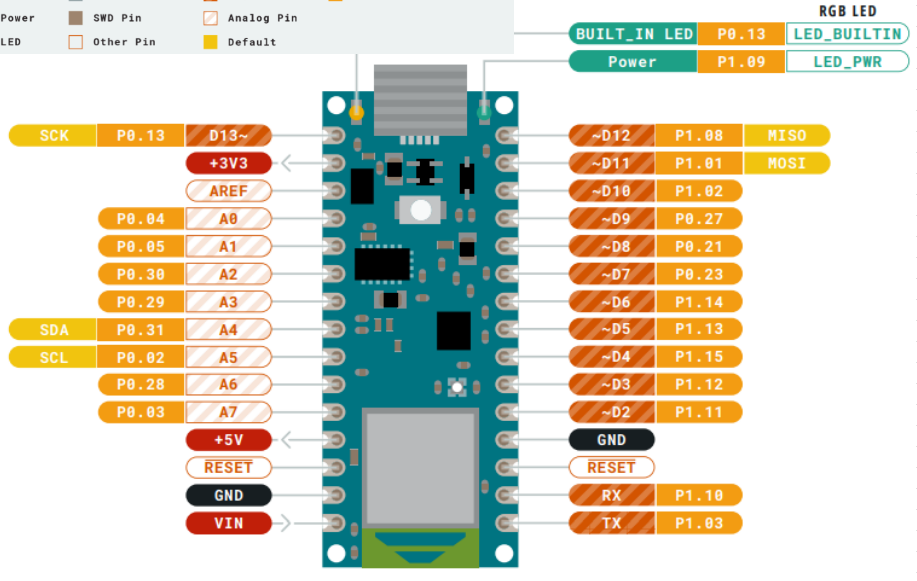 Power SWD Pin Analog Pin
LED Other Pin Default
RGB LED
BUILT_IN LED P0.13 LED_BUILTIN
Power P1.09 LED_PWR
SCK P0.13 D13~
+3V3
AREF
P0.04 A0
P0.05 A1
P0.30 A2
P0.29 A3
SDA P0.31 A4
SCL P0.02 A5
P0.28 A6
P0.03 A7
+5V
RESET
GND
VIN
~D12 P1.08 MISO
~D11 P1.01 MOSI
~D10 P1.02
~D9 P0.27
~D8 P0.21
~D7 P0.23
~D6 P1.14
~D5 P1.13
~D4 P1.15
~D3 P1.12
~D2 P1.11
GND
RESET
RX P1.10
TX P1.03